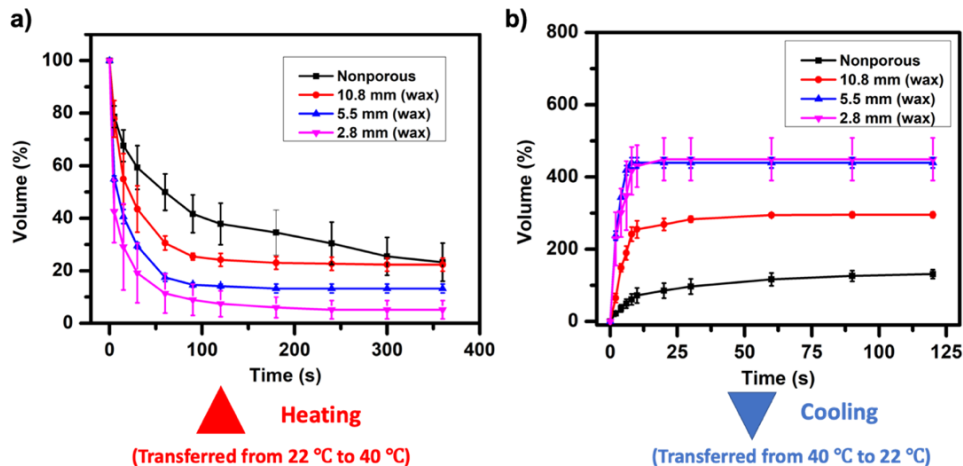 a)
100
80
60
40
20
0
Volume (%)
Nonporous
10.8 mm (wax)
5.5 mm (wax)
2.8 mm (wax)
0
100
200
300
400
Time (s)
Heating
(Transferred from 22 °C to 40 °C)
b)
800
600
400
200
0
Volume (%)
Nonporous
10.8 mm (wax)
5.5 mm (wax)
2.8 mm (wax)
0
25
50
75
100
125
Time (s)
Cooling
(Transferred from 40 °C to 22 °C)